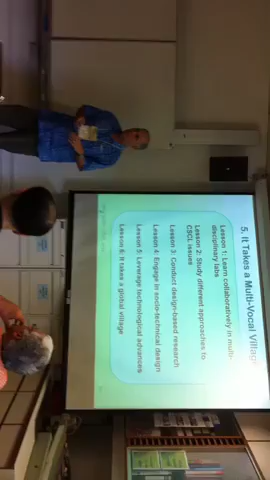 5. It Takes a Multi-Vocal Villag
Lesson 1: Learn collaboratively in multi-
disciplinary labs
Lesson 2: Study different approaches to
CSCL issues
Lesson 3: Conduct design-based research
Lesson 4: Engage in socio-technical design
Lesson 5: Leverage technological advances
Lesson 6: It takes a global village